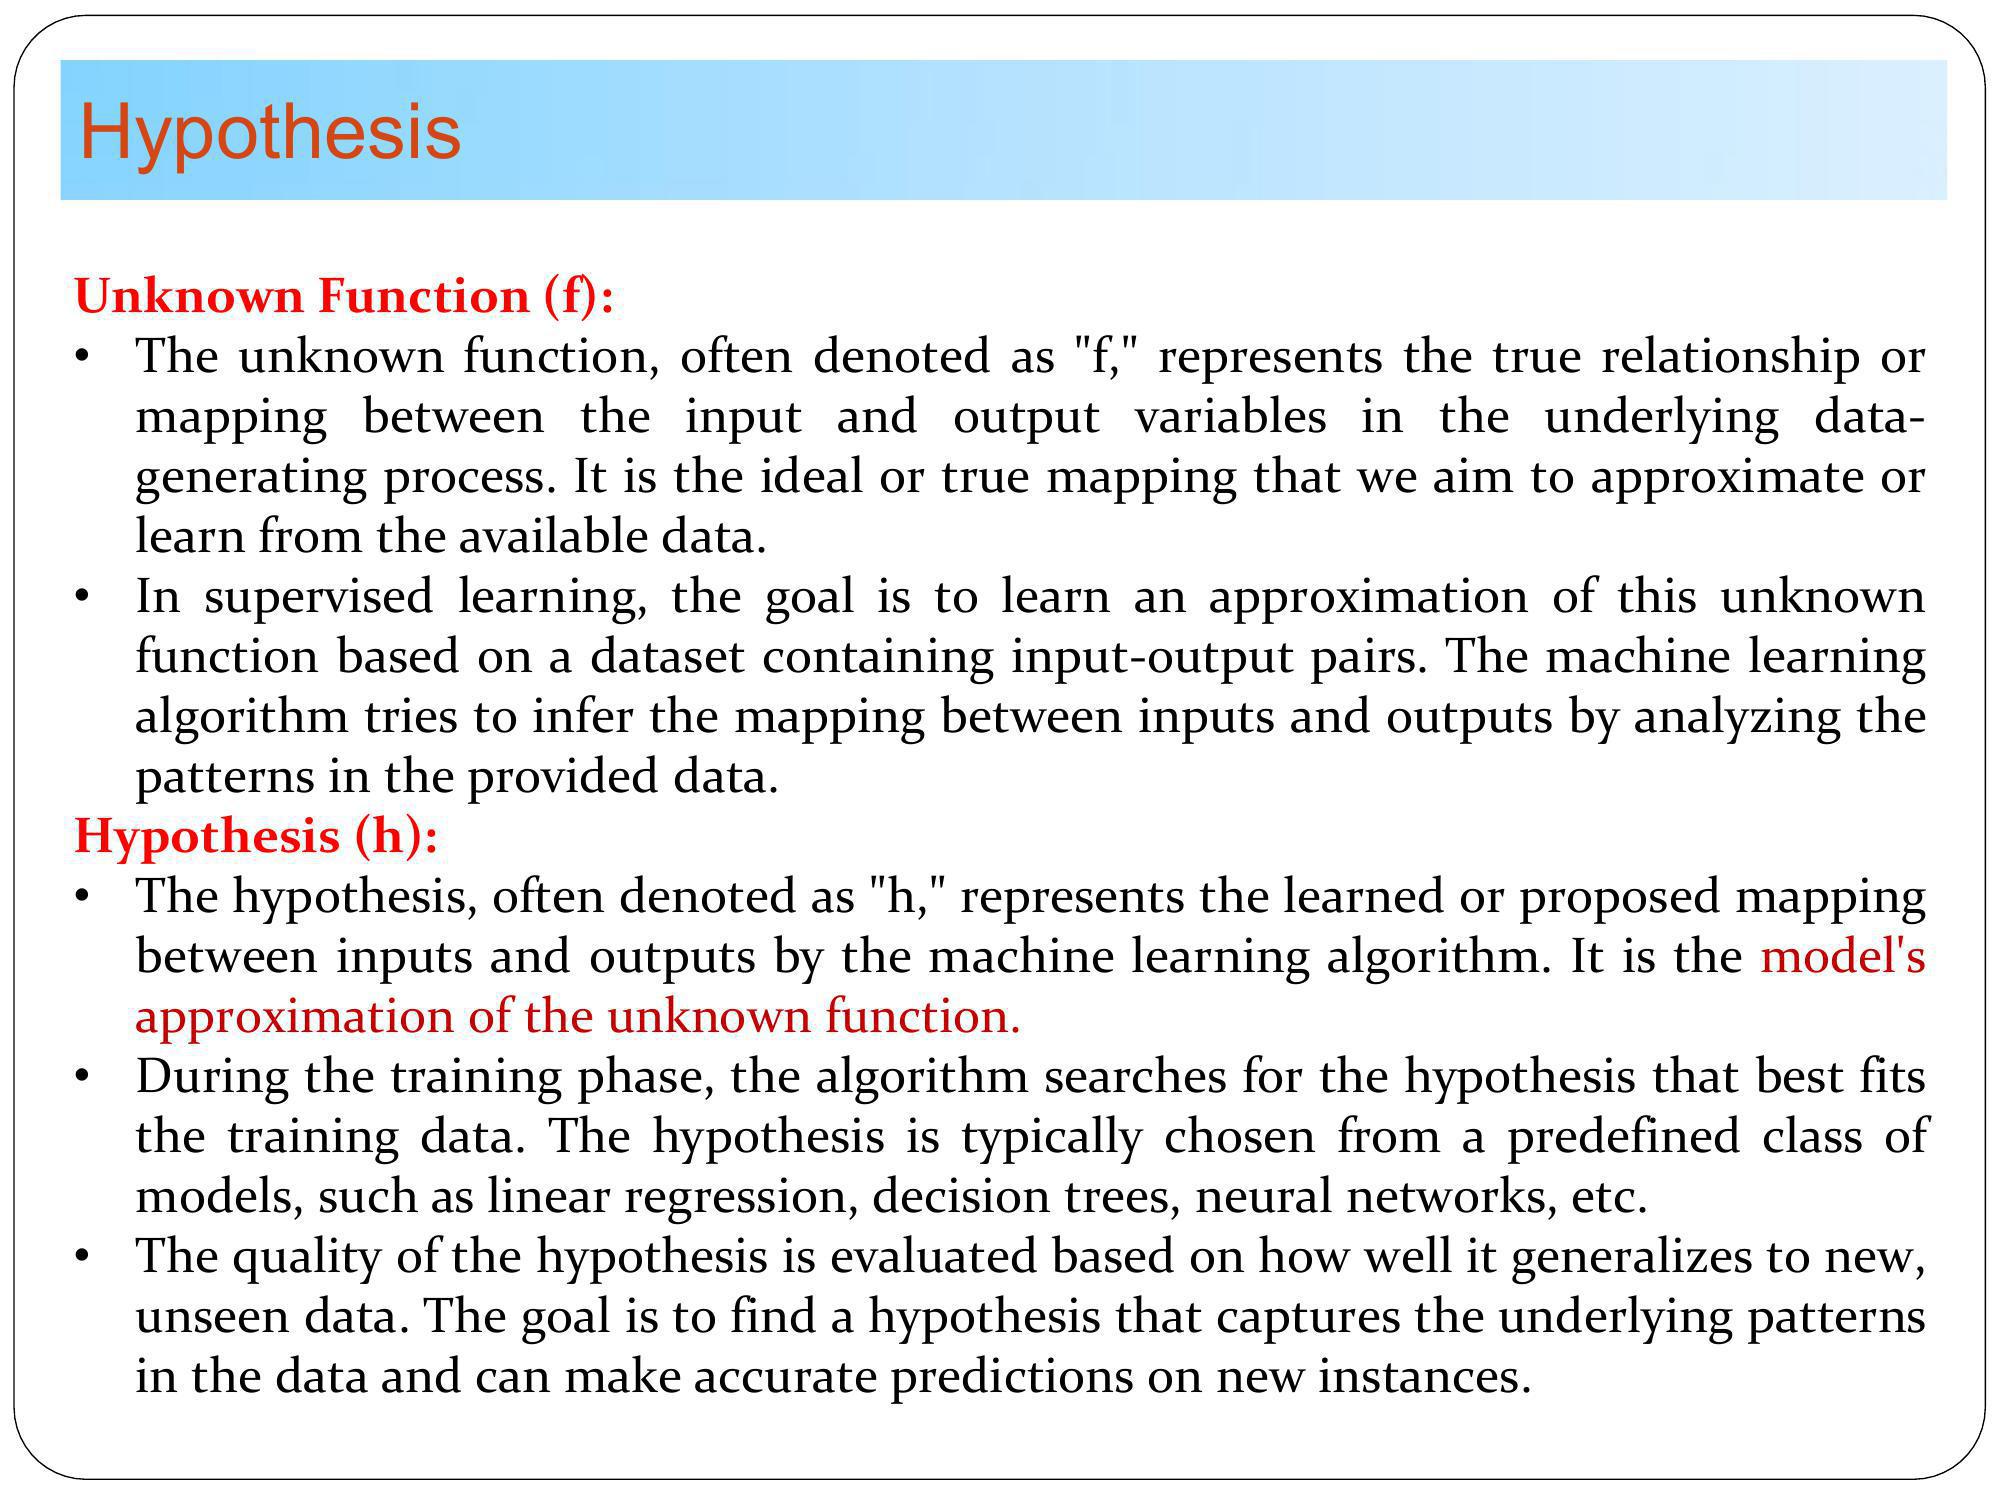 Hypothesis
Unknown Function (f):
• The unknown function, often denoted as "f," represents the true relationship or
mapping between the input and output variables in the underlying data-
generating process. It is the ideal or true mapping that we aim to approximate or
learn from the available data.
• In supervised learning, the goal is to learn an approximation of this unknown
function based on a dataset containing input-output pairs. The machine learning
algorithm tries to infer the mapping between inputs and outputs by analyzing the
patterns in the provided data.
Hypothesis (h):
• The hypothesis, often denoted as "h," represents the learned or proposed mapping
between inputs and outputs by the machine learning algorithm. It is the model's
approximation of the unknown function.
• During the training phase, the algorithm searches for the hypothesis that best fits
the training data. The hypothesis is typically chosen from a predefined class of
models, such as linear regression, decision trees, neural networks, etc.
• The quality of the hypothesis is evaluated based on how well it generalizes to new,
unseen data. The goal is to find a hypothesis that captures the underlying patterns
in the data and can make accurate predictions on new instances.